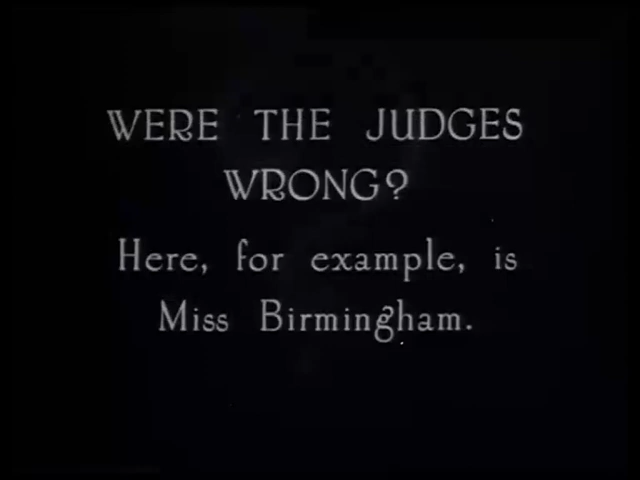 WERE THE JUDGES
WRONG?
Here, for example, is
Miss Birmingham.